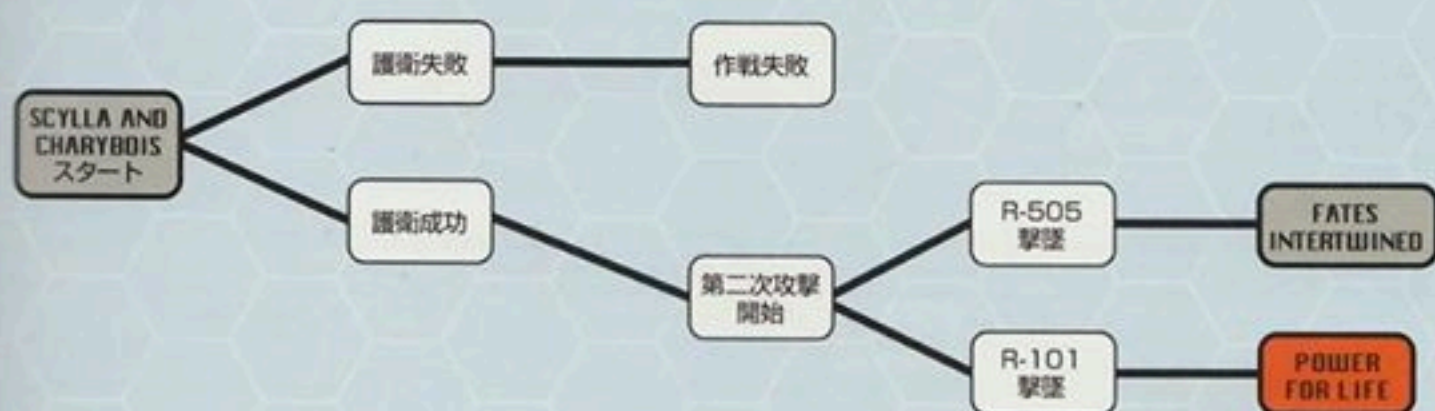 護衛失敗
作戦失敗
SCYLLA AND
CHARYBDIS
スタート
護衛成功
R-505
撃墜
FATES
INTERTWINED
第二次攻撃
開始
R-101
撃墜
POWER
FOR LIFE